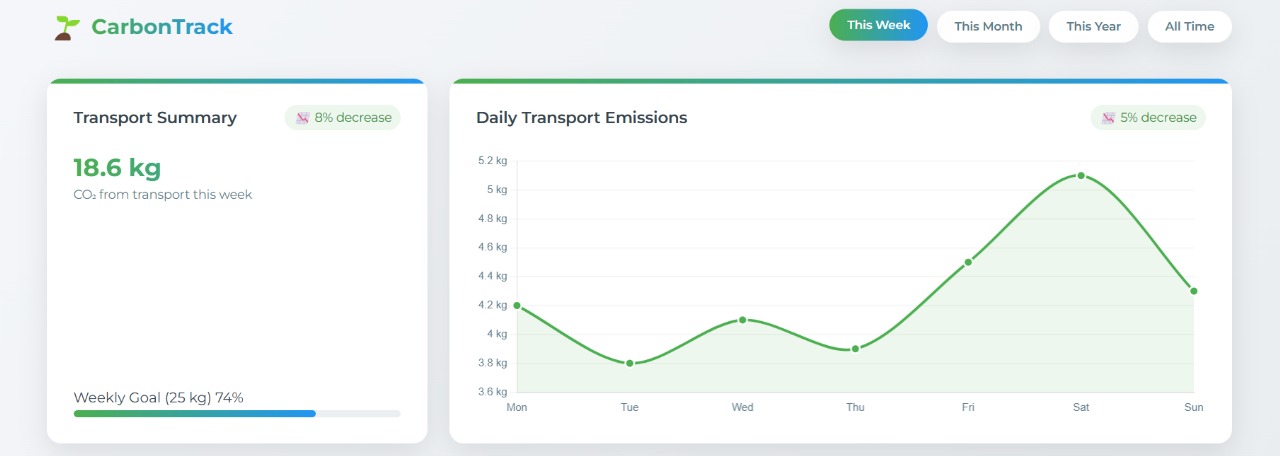 CarbonTrack
This Week
This Month
This Year
All Time
Transport Summary
8% decrease
18.6 kg
CO₂ from transport this week
Weekly Goal (25 kg) 74%
Daily Transport Emissions
5% decrease
5.2 kg
5 kg
4.8 kg
4.6 kg
4.4 kg
4.2 kg
4 kg
3.8 kg
3.6 kg
Mon Tue Wed Thu Fri Sat Sun